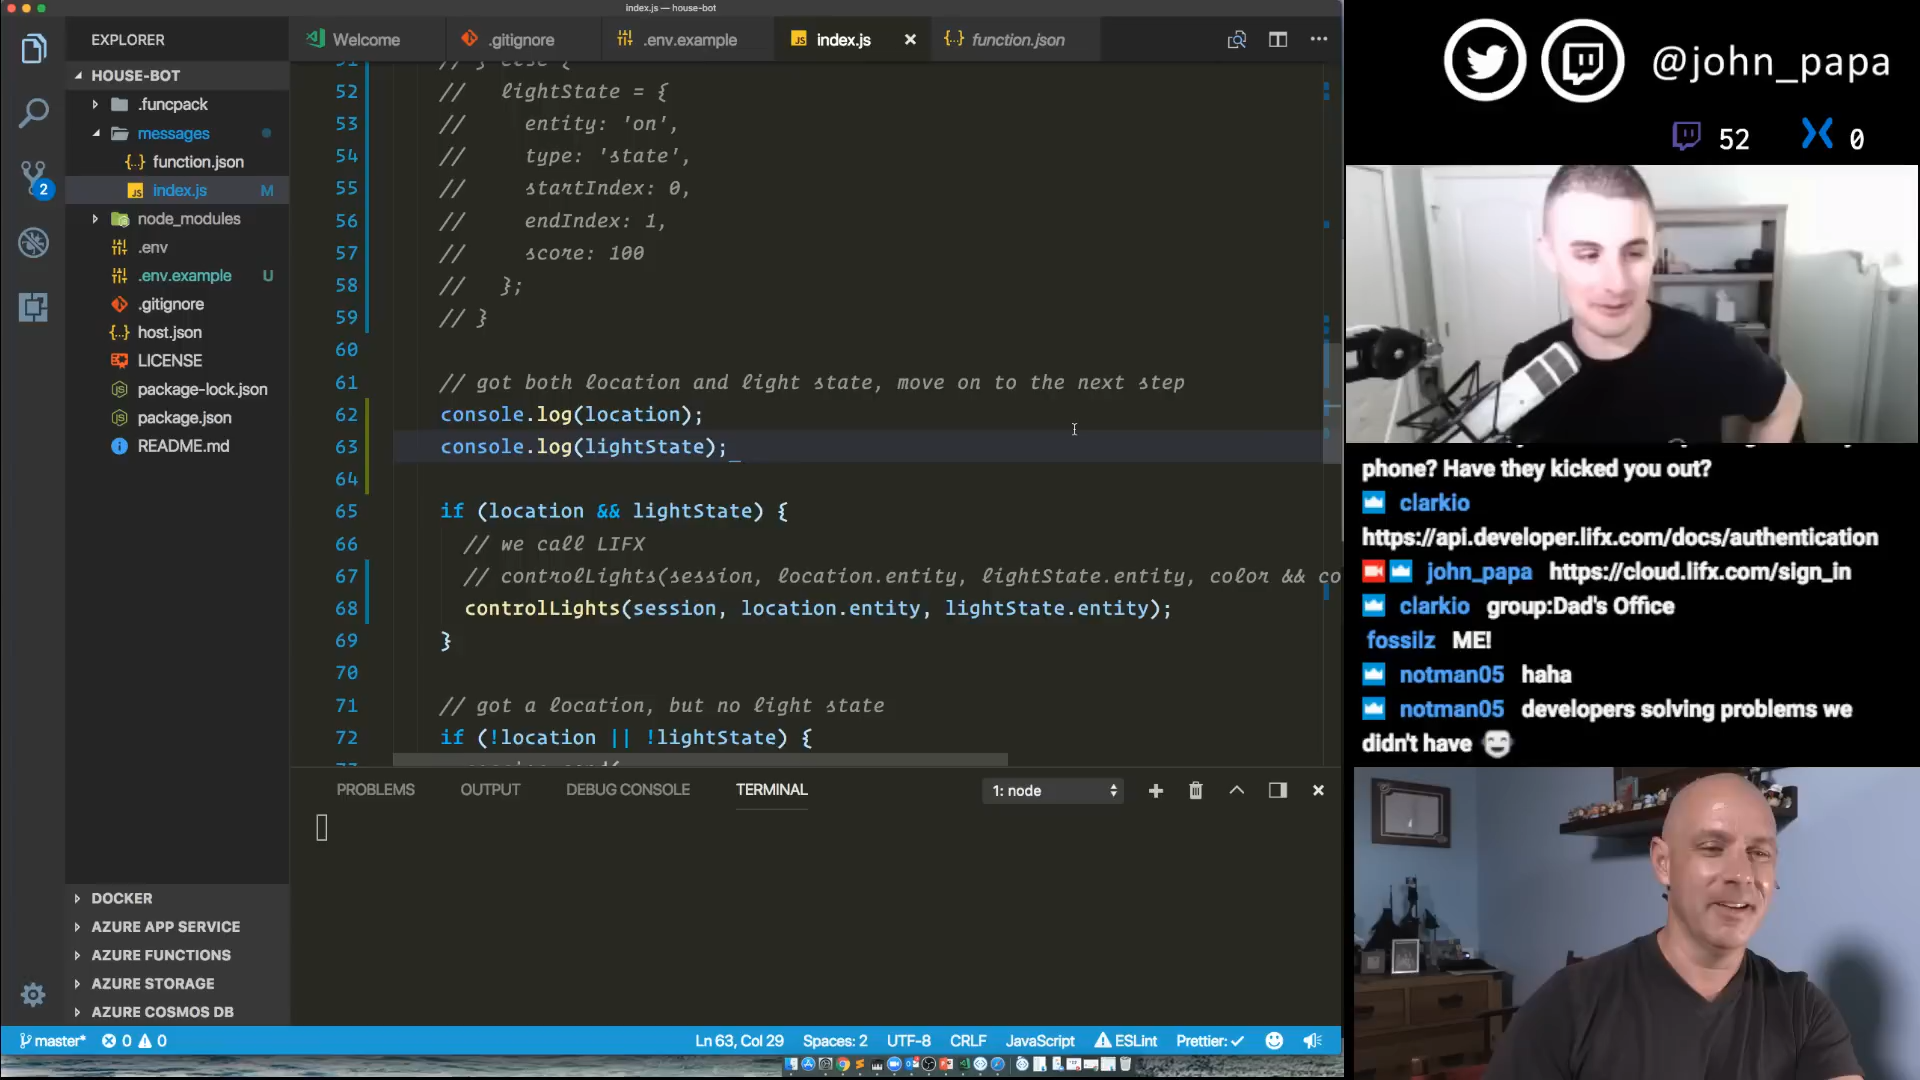 index.js — house-bot
EXPLORER
HOUSE-BOT
.funcpack
messages
function.json
index.js M
node_modules
.env
.env.example U
.gitignore
host.json
LICENSE
package-lock.json
package.json
README.md
DOCKER
AZURE APP SERVICE
AZURE FUNCTIONS
AZURE STORAGE
AZURE COSMOS DB
2
Welcome
.gitignore
.env.example
index.js
function.json
51 // } else {
52 // lightState = {
53 // entity: 'on',
54 // type: 'state',
55 // startIndex: 0,
56 // endIndex: 1,
57 // score: 100
58 // };
59 // }
60
61 // got both location and light state, move on to the next step
62 console.log(location);
63 console.log(lightState);
64
65 if (location && lightState) {
66 // we call LIFX
67 // controlLights(session, location.entity, lightState.entity, color && co
68 controlLights(session, location.entity, lightState.entity);
69 }
70
71 // got a location, but no light state
72 if (!location || !lightState) {
PROBLEMS OUTPUT DEBUG CONSOLE TERMINAL 1: node
master* 0 0 Ln 63, Col 29 Spaces: 2 UTF-8 CRLF JavaScript ESLint Prettier: ✓
@john_papa
52 0
phone? Have they kicked you out?
clarkio
https://api.developer.lifx.com/docs/authentication
john_papa https://cloud.lifx.com/sign_in
clarkio group:Dad's Office
fossilz ME!
notman05 haha
notman05 developers solving problems we
didn't have